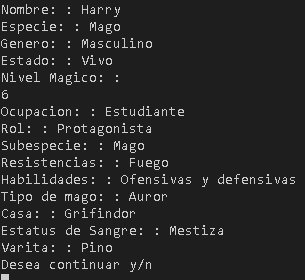 Nombre: : Harry
Especie: : Mago
Genero: : Masculino
Estado: : Vivo
Nivel Magico: :
6
Ocupacion: : Estudiante
Rol: : Protagonista
Subespecie: : Mago
Resistencias: : Fuego
Habilidades: : Ofensivas y defensivas
Tipo de mago: : Auror
Casa: : Grifindor
Estatus de Sangre: : Mestiza
Varita: : Pino
Desea continuar y/n